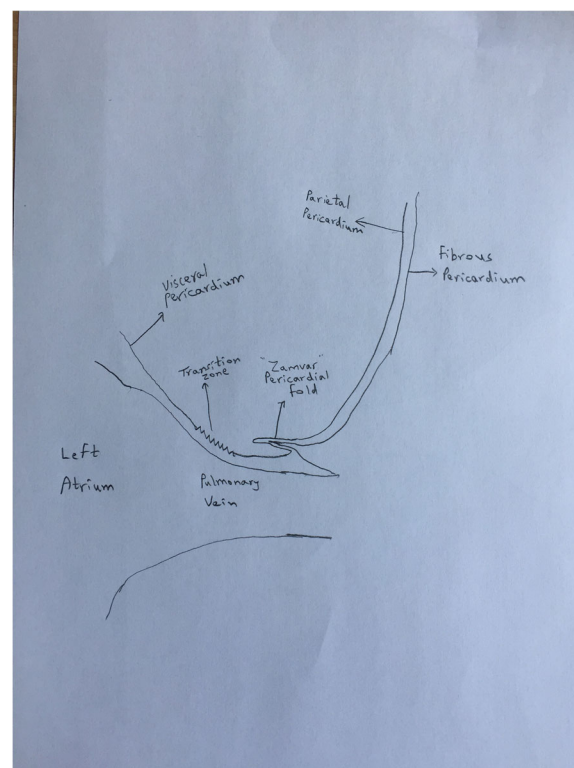 Parietal
Pericardium
Fibrous
Pericardium
Visceral
Pericardium
Transition
zone
"Zamvar"
Pericardial
fold
Left
Atrium
Pulmonary
Vein